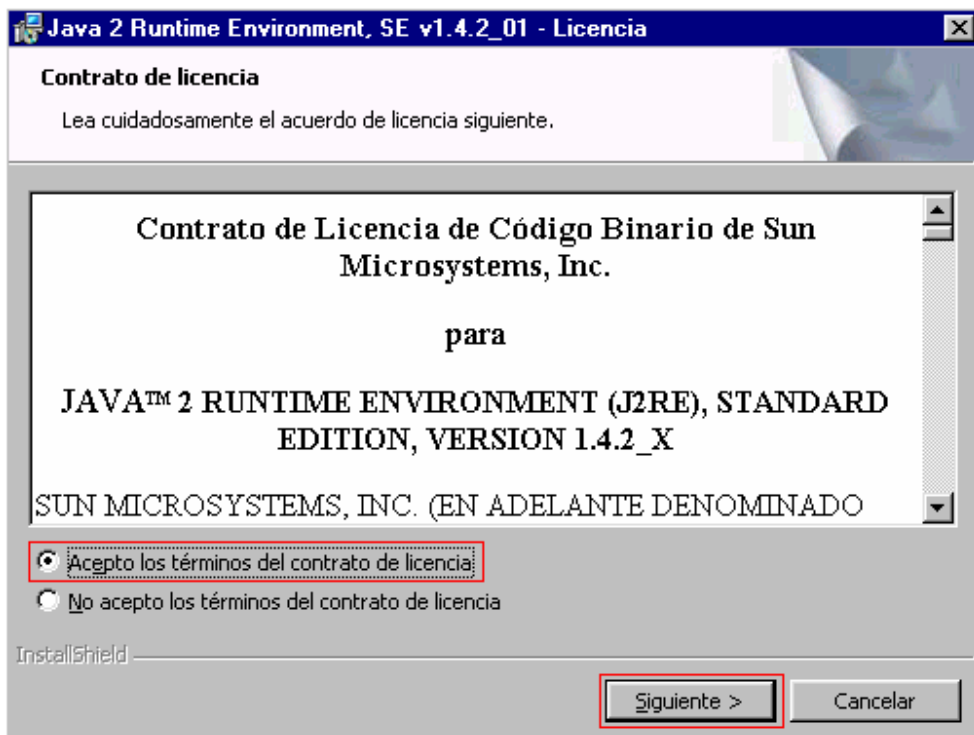 Java 2 Runtime Environment, SE v1.4.2_01 - Licencia
Contrato de licencia
Lea cuidadosamente el acuerdo de licencia siguiente.
Contrato de Licencia de Código Binario de Sun
Microsystems, Inc.
para
JAVA™ 2 RUNTIME ENVIRONMENT (J2RE), STANDARD
EDITION, VERSION 1.4.2_X
SUN MICROSYSTEMS, INC. (EN ADELANTE DENOMINADO
Acepto los términos del contrato de licencia
No acepto los términos del contrato de licencia
InstallShield
Siguiente > Cancelar